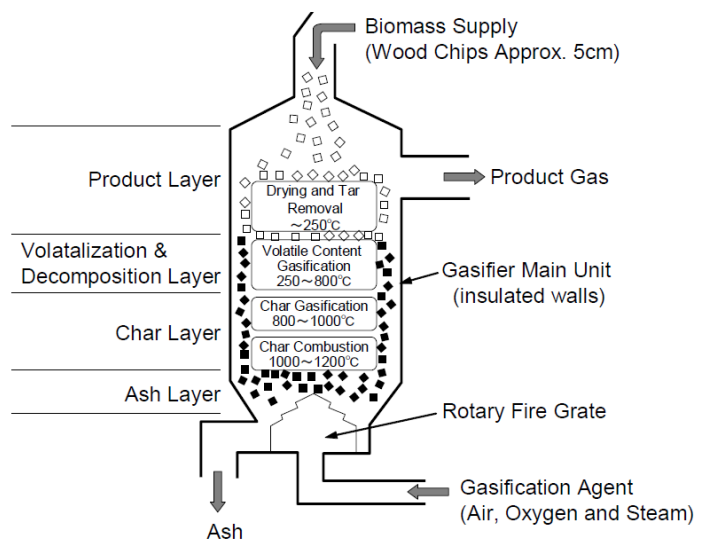 Biomass Supply
(Wood Chips Approx. 5cm)
Product Layer
Drying and Tar
Removal
~250℃
Product Gas
Volatalization &
Decomposition Layer
Volatile Content
Gasification
250~800℃
Gasifier Main Unit
(insulated walls)
Char Layer
Char Gasification
800~1000℃
Char Combustion
1000~1200℃
Ash Layer
Rotary Fire Grate
Gasification Agent
(Air, Oxygen and Steam)
Ash